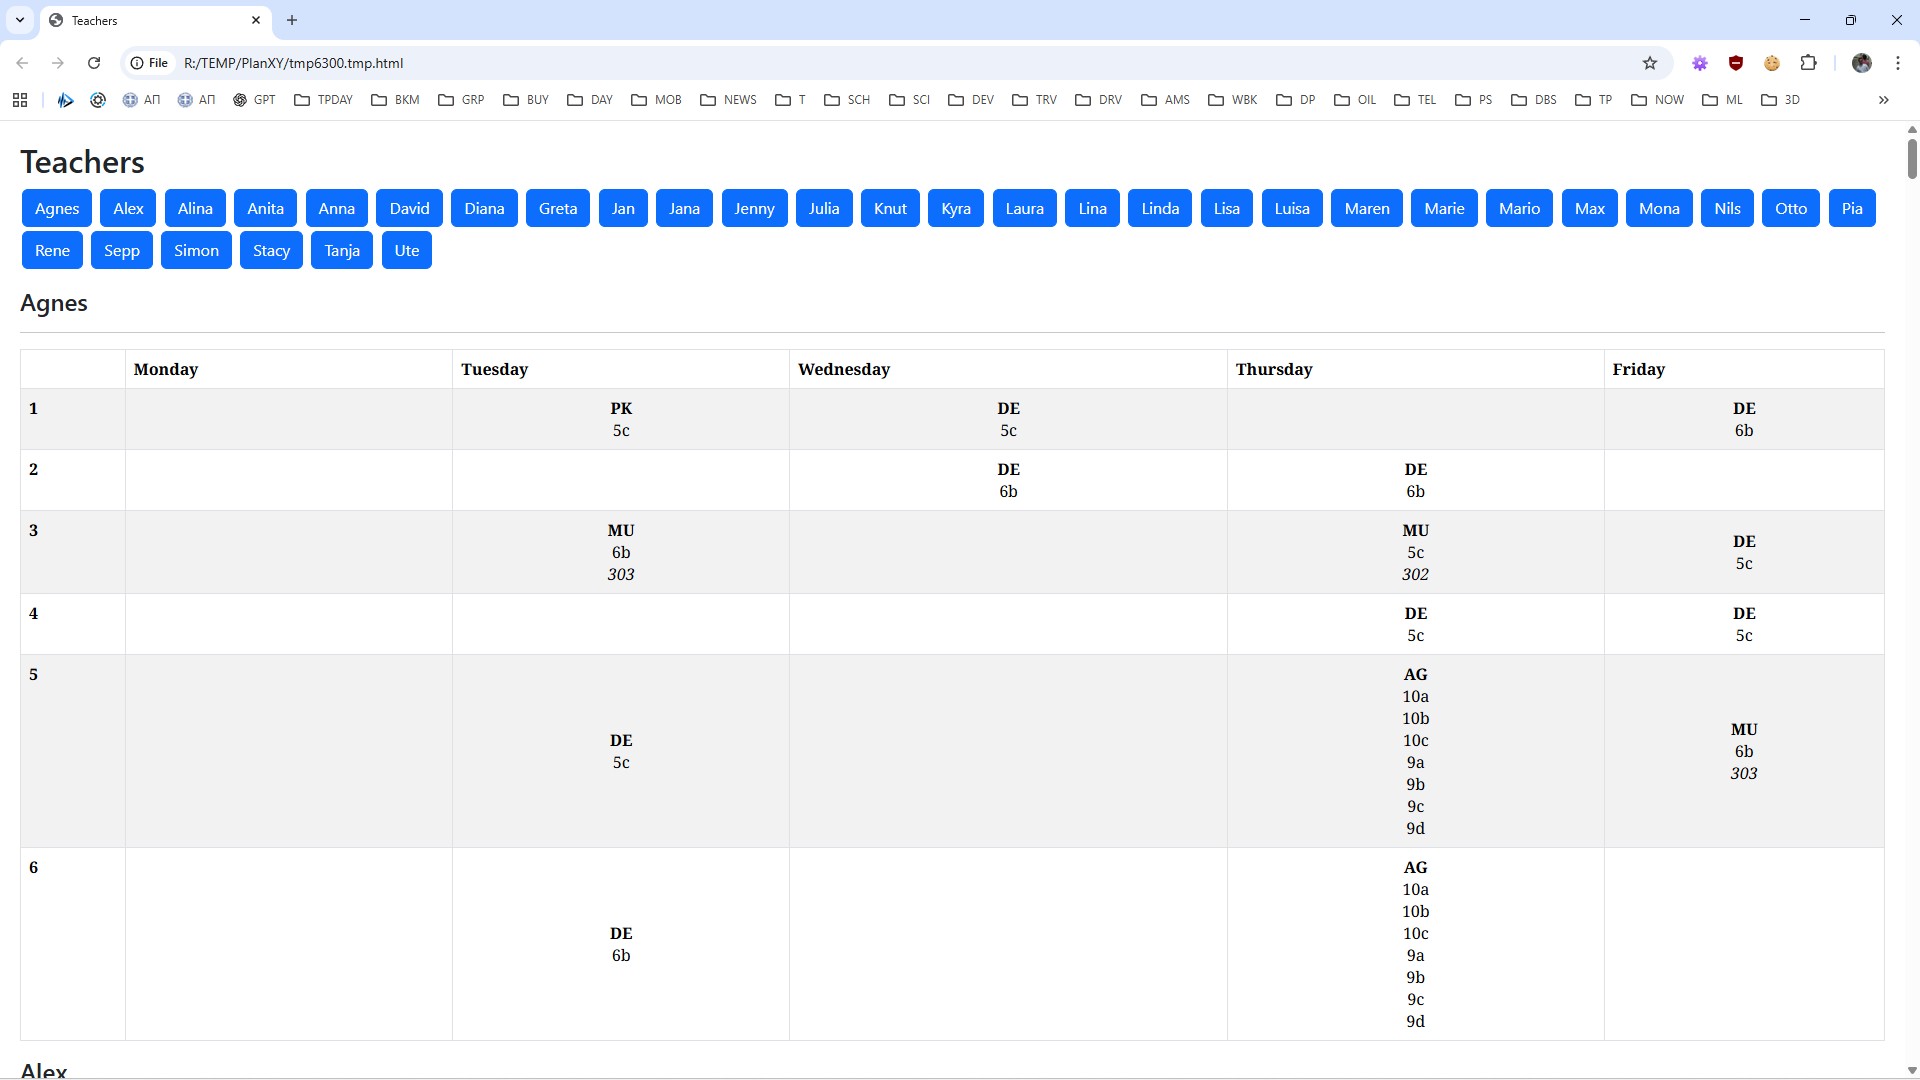 Teachers
File R:/TEMP/PlanXY/tmp6300.tmp.html
АП АП GPT TPDAY BKM GRP BUY DAY MOB NEWS T SCH SCI DEV TRV DRV AMS WBK DP OIL TEL PS DBS TP NOW ML 3D »
Teachers
Agnes Alex Alina Anita Anna David Diana Greta Jan Jana Jenny Julia Knut Kyra Laura Lina Linda Lisa Luisa Maren Marie Mario Max Mona Nils Otto Pia
Rene Sepp Simon Stacy Tanja Ute
Agnes
Monday Tuesday Wednesday Thursday Friday
1 PK DE DE
5c 5c 6b
2 DE DE
6b 6b
3 MU MU DE
6b 5c 5c
303 302
4 DE DE
5c 5c
5 DE AG MU
5c 10a 6b
10b 303
10c
9a
9b
9c
9d
6 DE AG
6b 10a
10b
10c
9a
9b
9c
9d
Alex